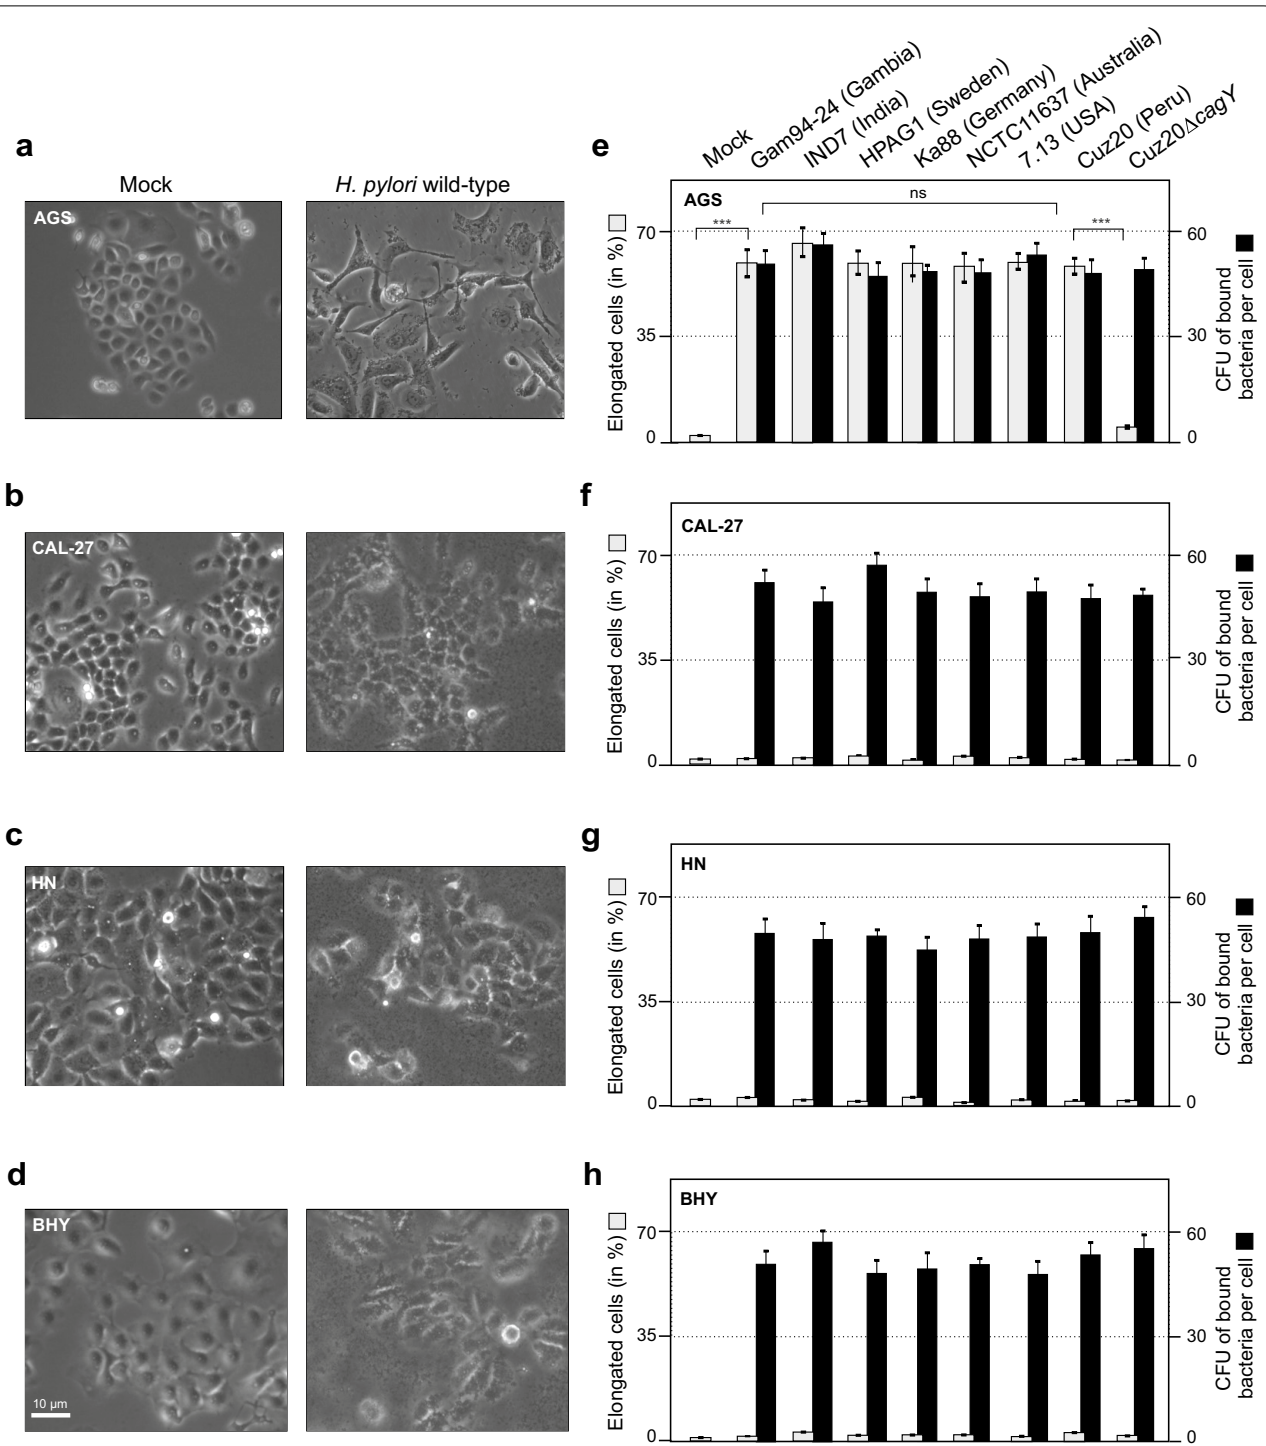 Mock
Gam94-24 (Gambia)
IND7 (India)
HPAG1 (Sweden)
Ka88 (Germany)
NCTC11637 (Australia)
7.13 (USA)
Cuz20 (Peru)
Cuz20ΔcagY
a
Mock
H. pylori wild-type
AGS
e
AGS
ns
***
***
Elongated cells (in %)
70
35
0
60
30
0
CFU of bound
bacteria per cell
b
CAL-27
f
CAL-27
Elongated cells (in %)
70
35
0
60
30
0
CFU of bound
bacteria per cell
c
HN
g
HN
Elongated cells (in %)
70
35
0
60
30
0
CFU of bound
bacteria per cell
d
BHY
10 µm
h
BHY
Elongated cells (in %)
70
35
0
60
30
0
CFU of bound
bacteria per cell